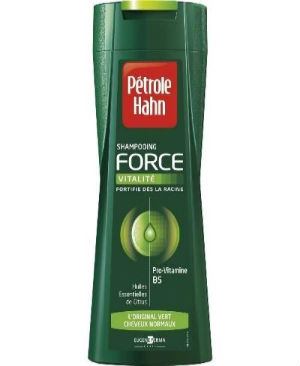 Pétrole
Hahn
SHAMPOOING
FORCE
VITALITÉ
FORTIFIE DÈS LA RACINE
Pro-Vitamine
B5
Huiles
Essentielles
de Citrus
L'ORIGINAL VERT
CHEVEUX NORMAUX
EUGENE PERMA